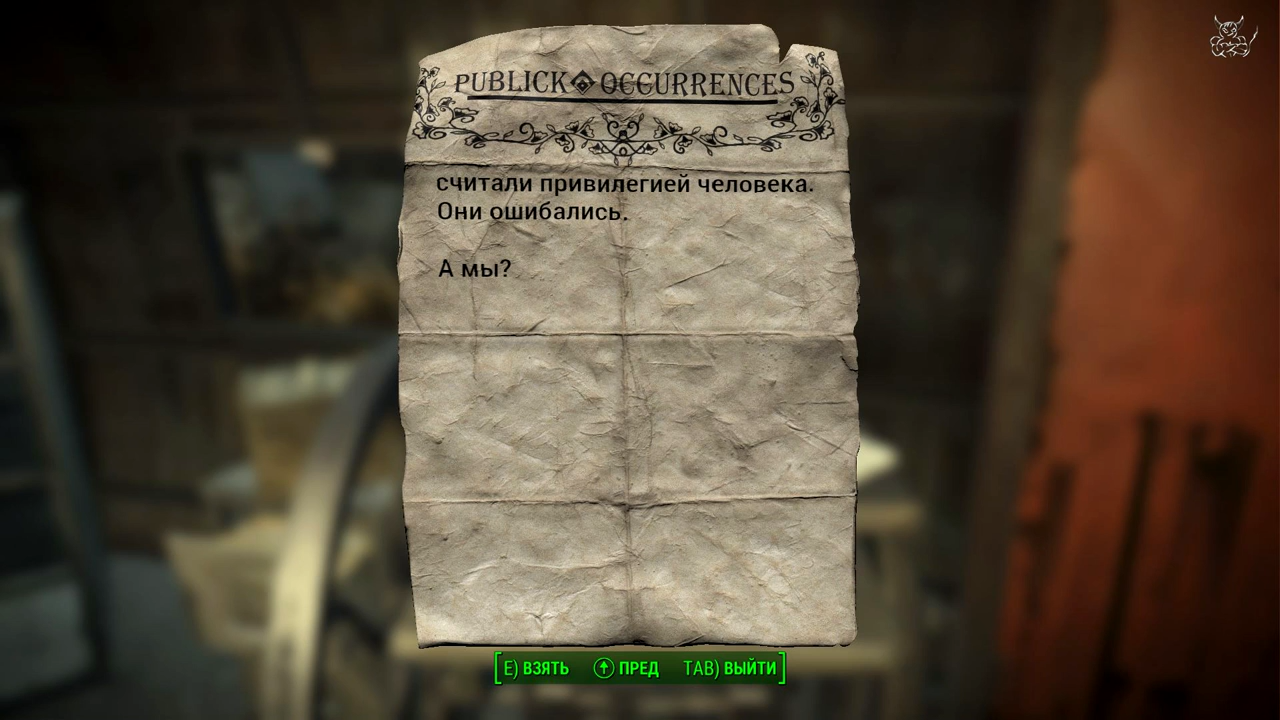 PUBLICK OCCURRENCES
считали привилегией человека.
Они ошибались.
А мы?
E) ВЗЯТЬ ПРЕД TAB) ВЫЙТИ